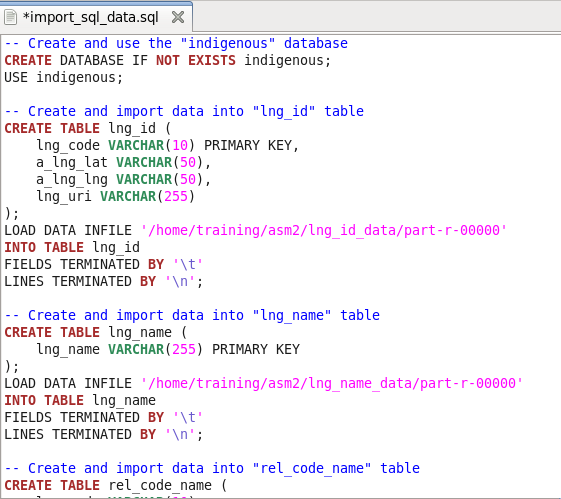 *import_sql_data.sql
-- Create and use the "indigenous" database
CREATE DATABASE IF NOT EXISTS indigenous;
USE indigenous;
-- Create and import data into "lng_id" table
CREATE TABLE lng_id (
    lng_code VARCHAR(10) PRIMARY KEY,
    a_lng_lat VARCHAR(50),
    a_lng_lng VARCHAR(50),
    lng_uri VARCHAR(255)
);
LOAD DATA INFILE '/home/training/asm2/lng_id_data/part-r-00000'
INTO TABLE lng_id
FIELDS TERMINATED BY '\t'
LINES TERMINATED BY '\n';
-- Create and import data into "lng_name" table
CREATE TABLE lng_name (
    lng_name VARCHAR(255) PRIMARY KEY
);
LOAD DATA INFILE '/home/training/asm2/lng_name_data/part-r-00000'
INTO TABLE lng_name
FIELDS TERMINATED BY '\t'
LINES TERMINATED BY '\n';
-- Create and import data into "rel_code_name" table
CREATE TABLE rel_code_name (